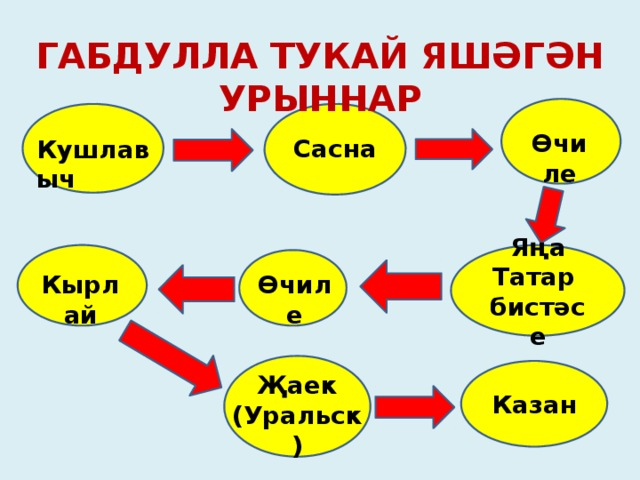 ГАБДУЛЛА ТУКАЙ ЯШӘГӘН
УРЫННАР
Кушлав
ыч
Сасна
Өчи
ле
Яңа
Татар
бистәс
е
Өчил
е
Кырл
ай
Җаек
(Уральск
)
Казан